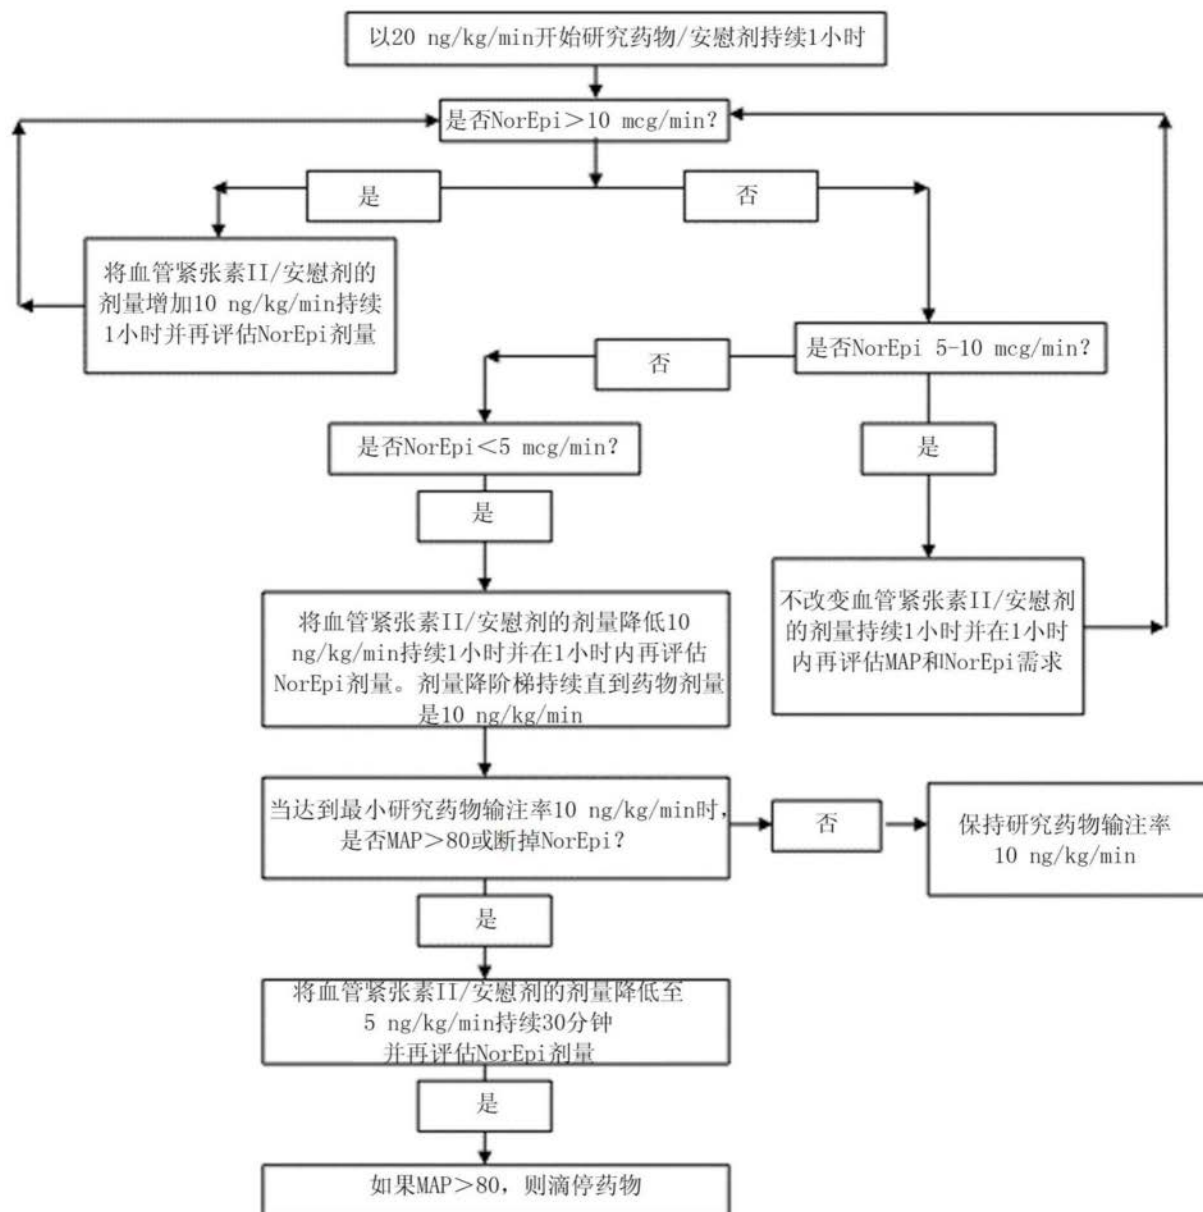 以20 ng/kg/min开始研究药物/安慰剂持续1小时
是否NorEpi＞10 mcg/min？
是
否
将血管紧张素II/安慰剂的
剂量增加10 ng/kg/min持续
1小时并再评估NorEpi剂量
是否NorEpi 5-10 mcg/min？
否
是否NorEpi＜5 mcg/min？
是
是
将血管紧张素II/安慰剂的剂量降低10
ng/kg/min持续1小时并在1小时内再评估
NorEpi剂量。剂量降阶梯持续直到药物剂量
是10 ng/kg/min
不改变血管紧张素II/安慰剂
的剂量持续1小时并在1小时
内再评估MAP和NorEpi需求
当达到最小研究药物输注率10 ng/kg/min时，
是否MAP＞80或断掉NorEpi？
否
保持研究药物输注率
10 ng/kg/min
是
将血管紧张素II/安慰剂的剂量降低至
5 ng/kg/min持续30分钟
并再评估NorEpi剂量
是
如果MAP＞80，则滴停药物